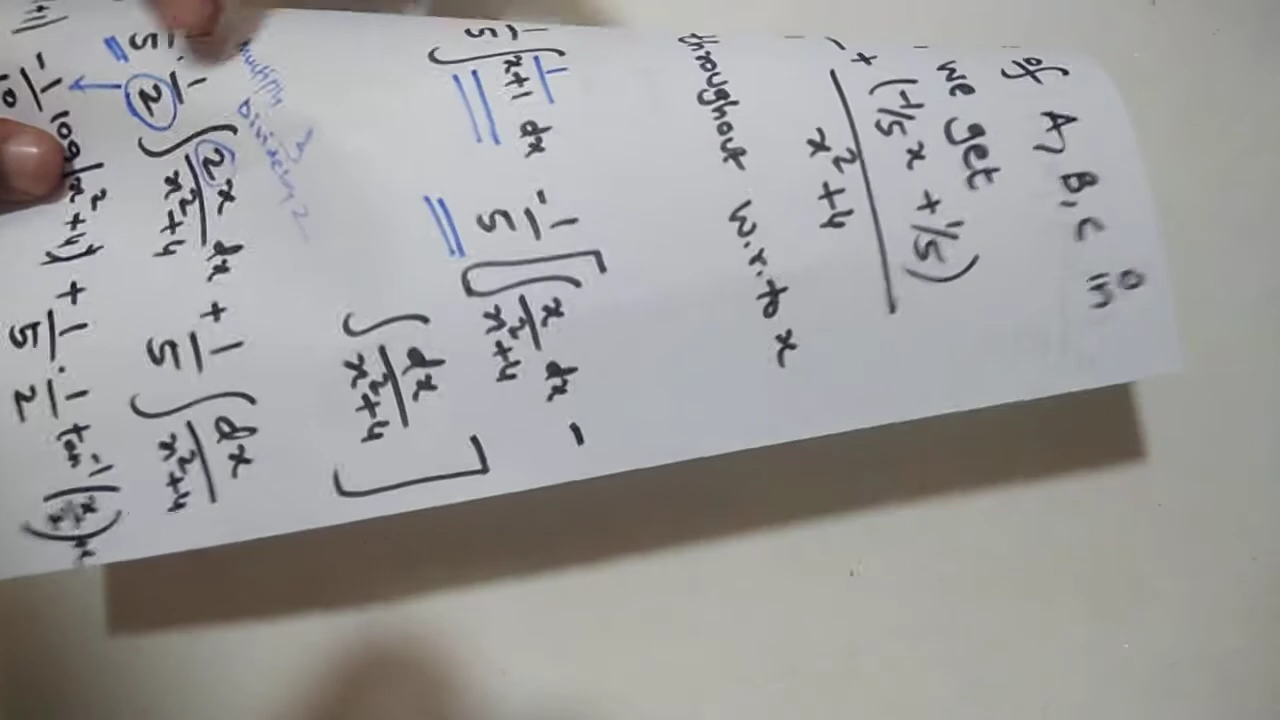 of A, B, C in ①
we get
+ (-1/5 x + 1/5)
x² + 4
throughout w.r.to x
1/5 ∫ 1/x+1 dx - 1/5 [∫ x/x²+4 dx -
∫ dx/x²+4 ]
multiply &
Divide by 2
1/5 · 1/2 ∫ 2x/x²+4 dx + 1/5 ∫ dx/x²+4
+1| - 1/10 log|x²+4| + 1/5 · 1/2 tan⁻¹(x/2) +c